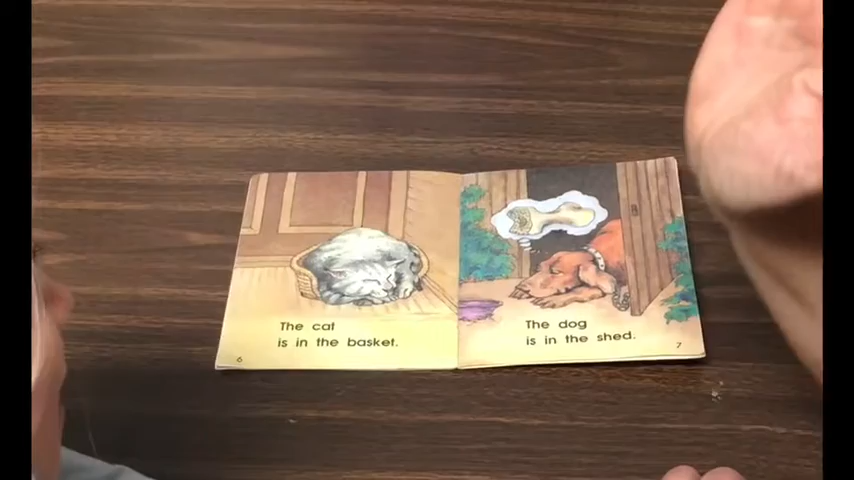 The cat
is in the basket.
6
The dog
is in the shed.
7